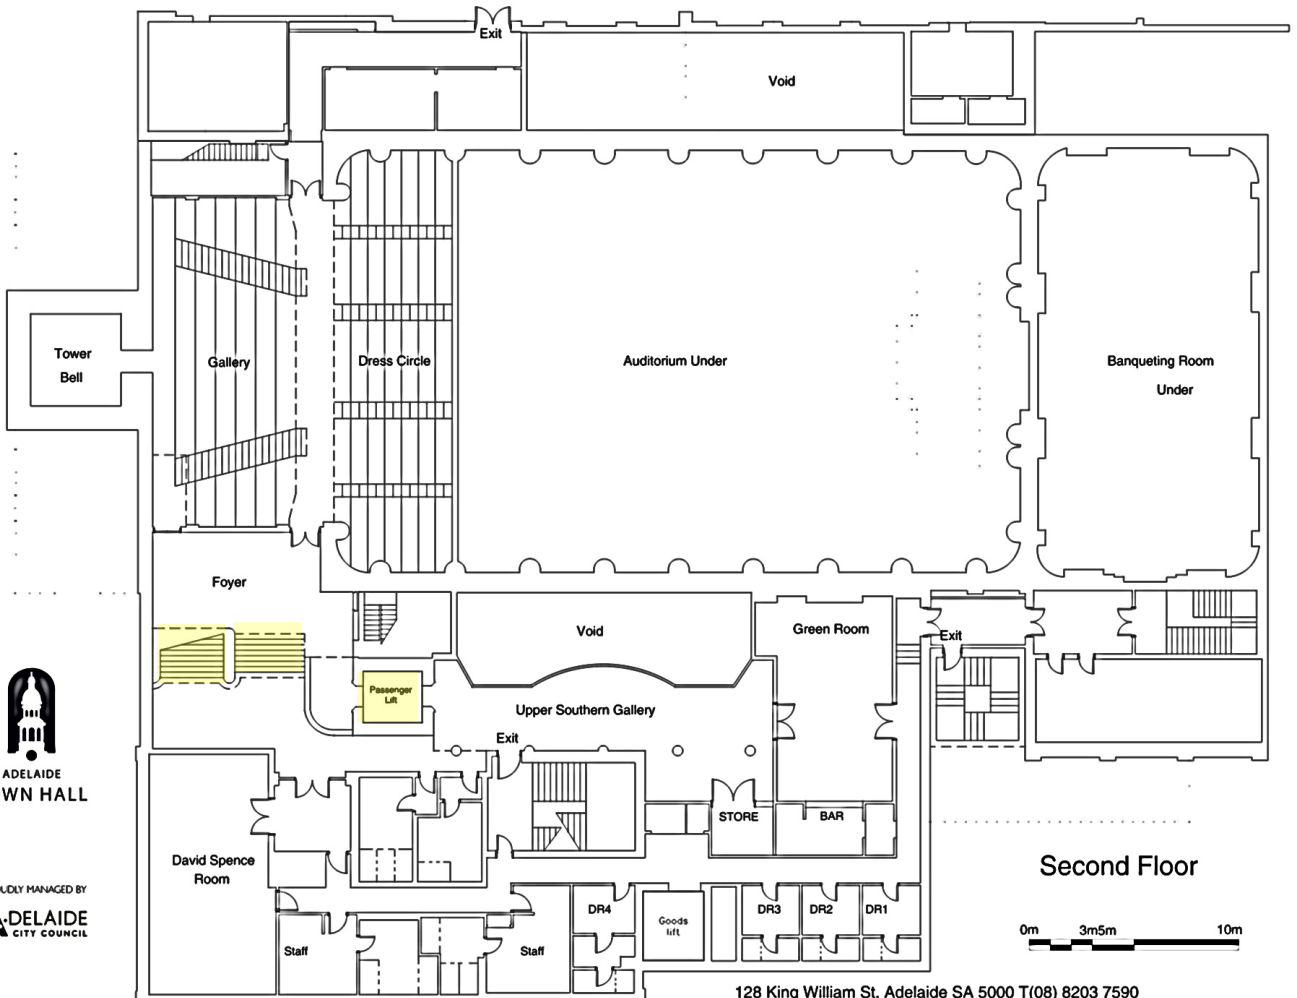 Exit
Void
Tower
Bell
Gallery
Dress Circle
Auditorium Under
Banqueting Room
Under
Foyer
Void
Green Room
Exit
Passenger
Lift
Upper Southern Gallery
Exit
STORE
BAR
David Spence
Room
DR4
Goods
lift
DR3
DR2
DR1
Staff
Staff
ADELAIDE
WN HALL
UDLY MANAGED BY
ADELAIDE
CITY COUNCIL
Second Floor
0m
3m5m
10m
128 King William St, Adelaide SA 5000 T(08) 8203 7590